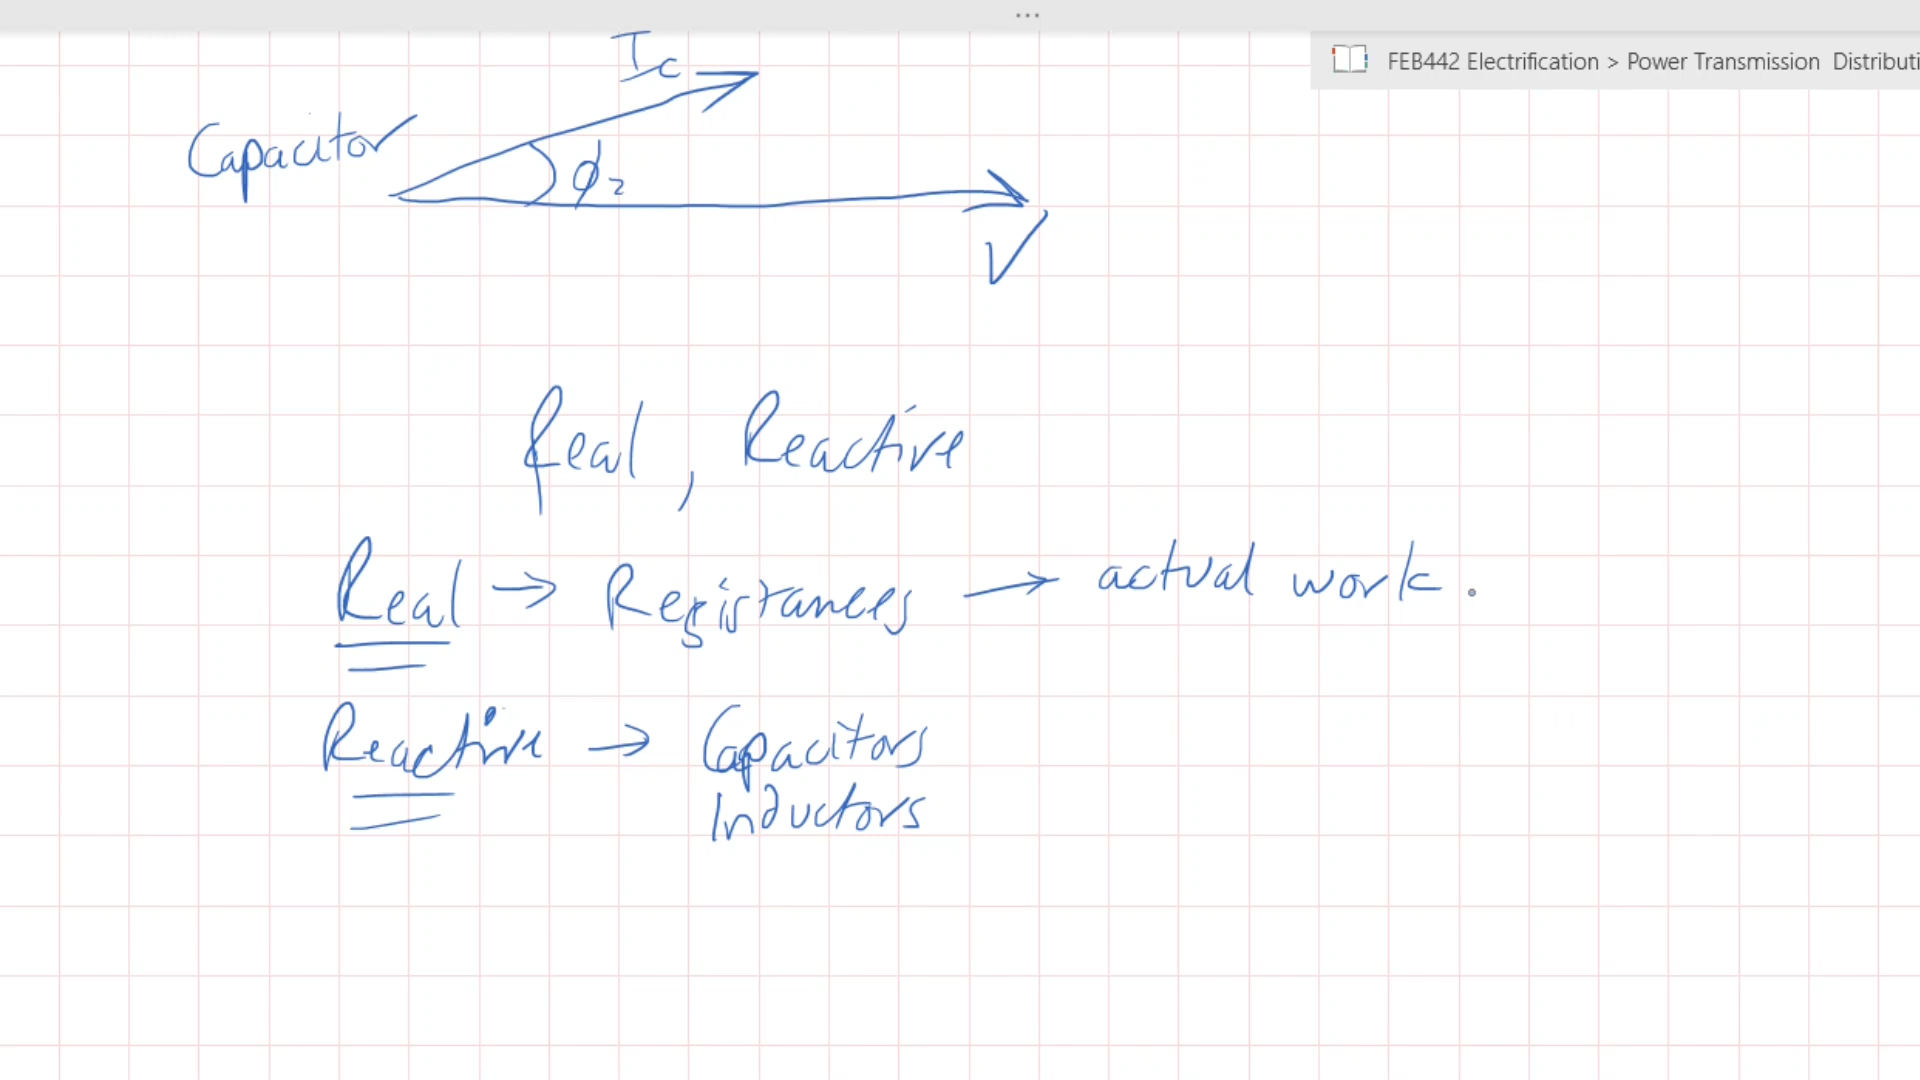 ...
FEB442 Electrification > Power Transmission Distributi
Ic
Capacitor
ϕ2
V
Real, Reactive
Real → Resistances → actual work.
Reactive → Capacitors
Inductors